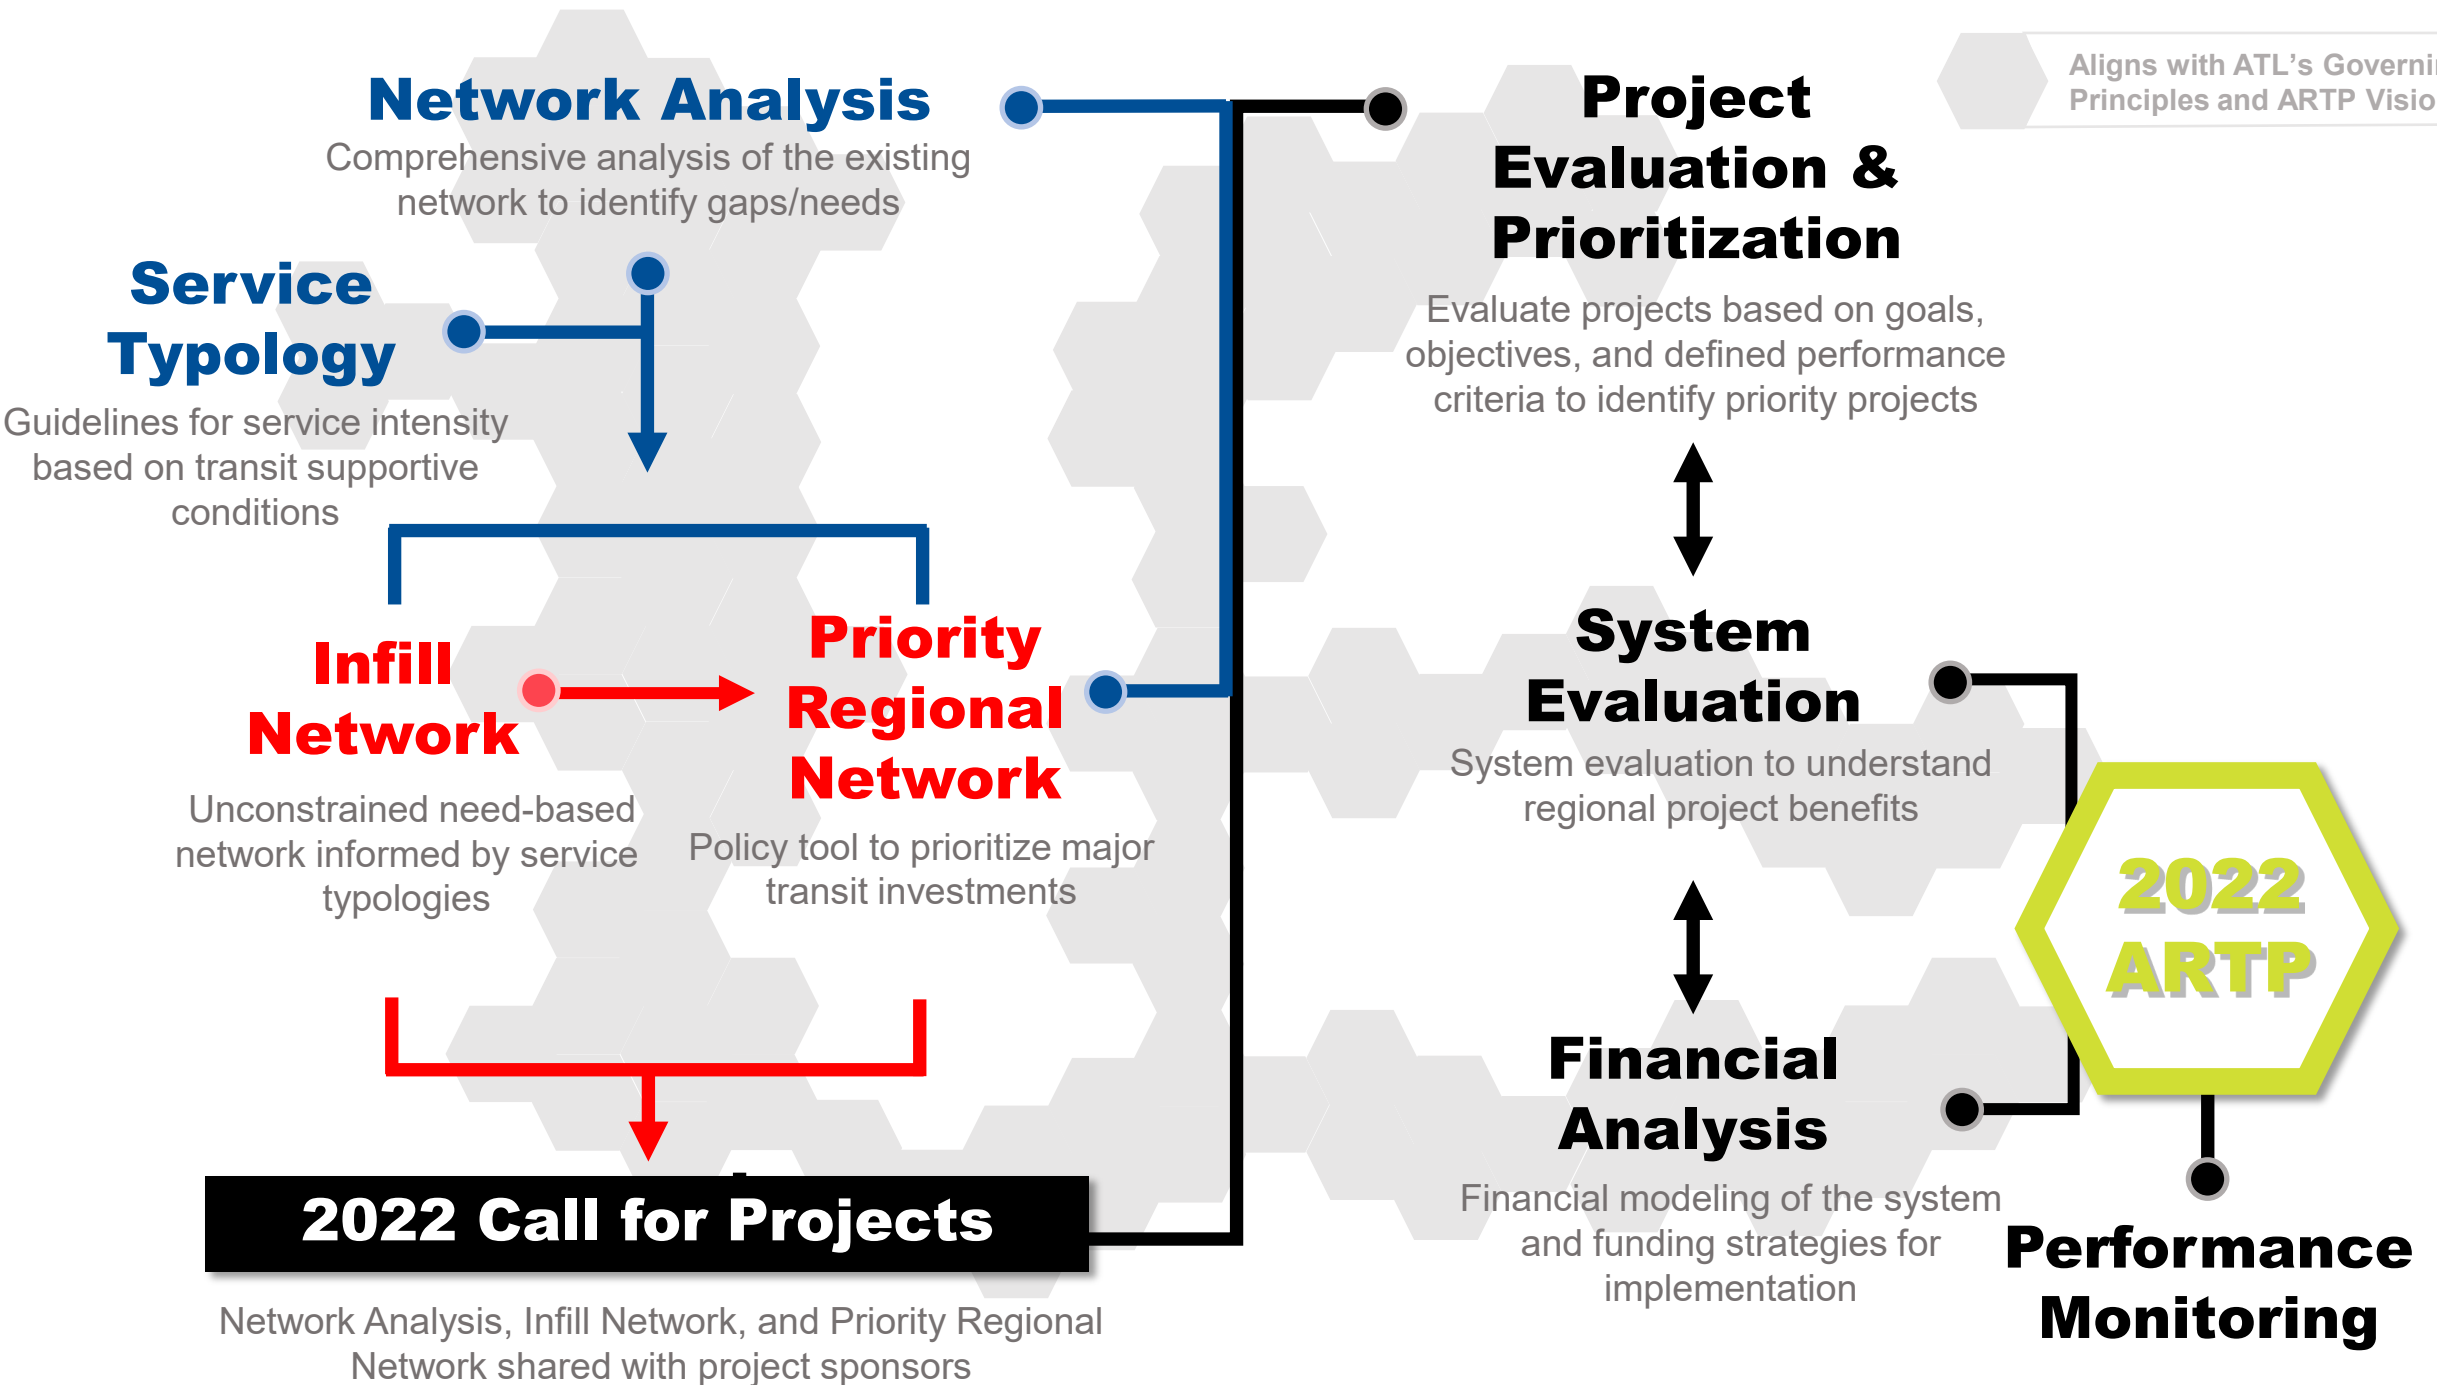 Network Analysis
Comprehensive analysis of the existing
network to identify gaps/needs
Service
Typology
Guidelines for service intensity
based on transit supportive
conditions
Infill
Network
Unconstrained need-based
network informed by service
typologies
Priority
Regional
Network
Policy tool to prioritize major
transit investments
2022 Call for Projects
Network Analysis, Infill Network, and Priority Regional
Network shared with project sponsors
Aligns with ATL's
Principles and ARTP
Project
Evaluation &
Prioritization
Evaluate projects based on goals,
objectives, and defined performance
criteria to identify priority projects
System
Evaluation
System evaluation to understand
regional project benefits
Financial
Analysis
Financial modeling of the system
and funding strategies for
implementation
2022
ARTP
Performance
Monitoring